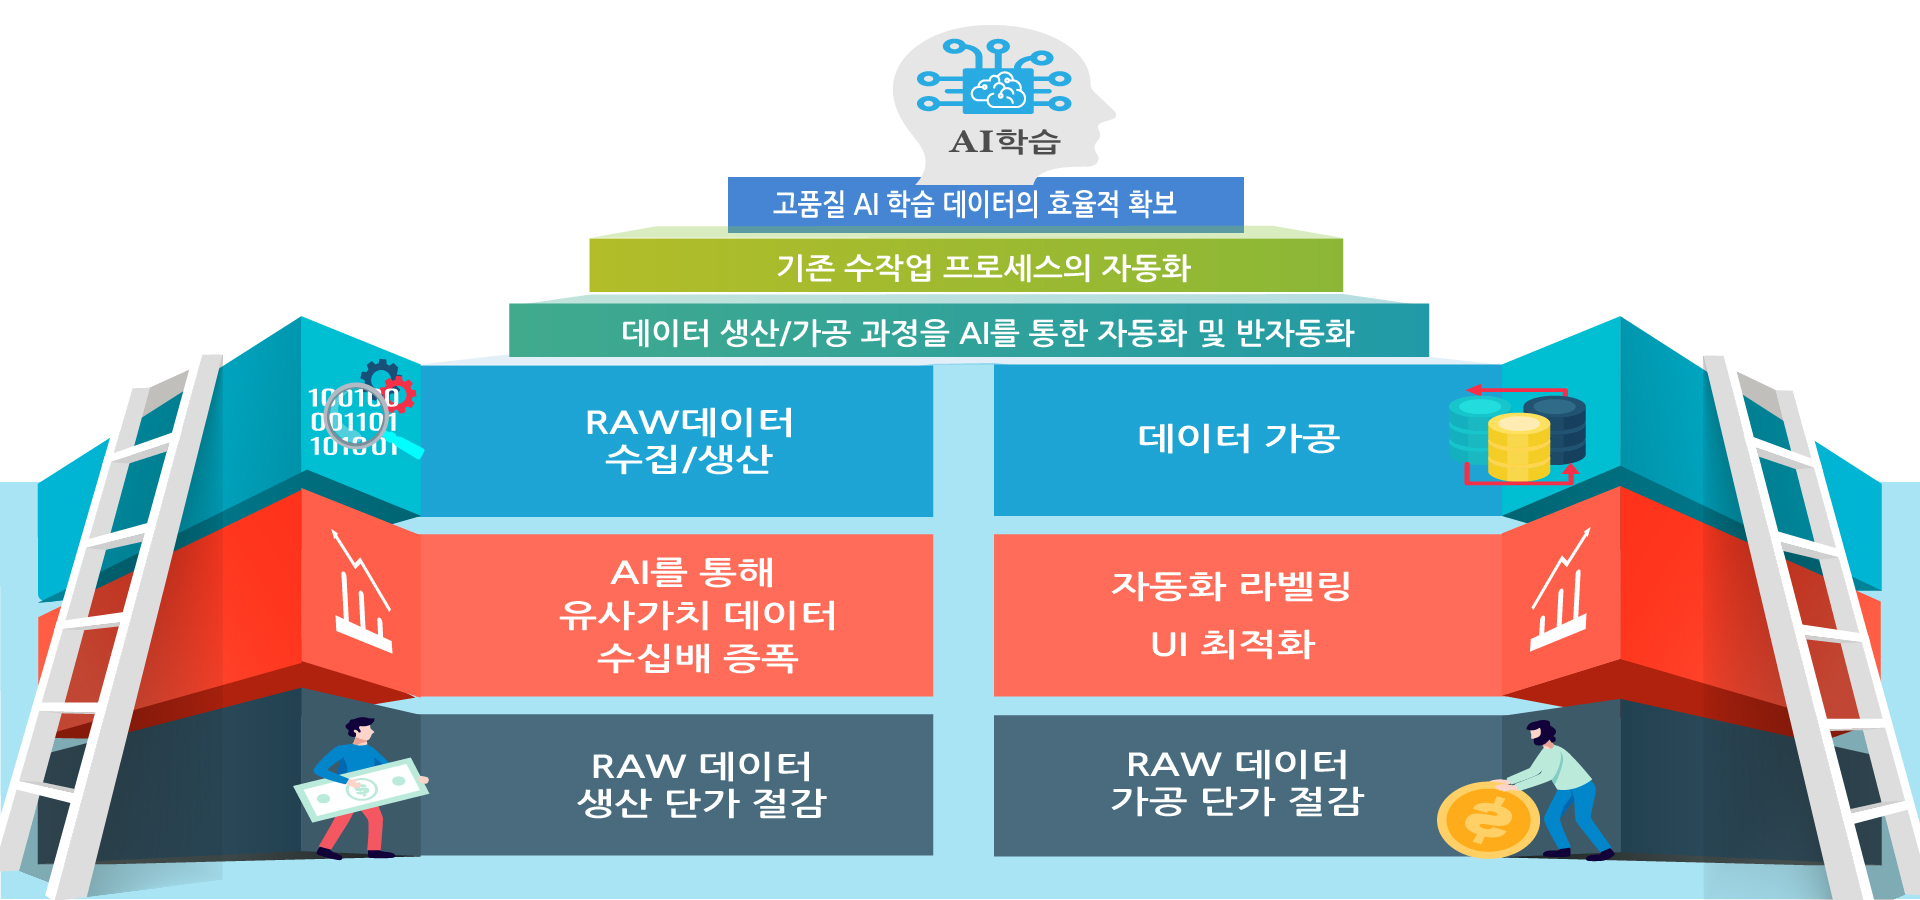 AI학습
고품질 AI 학습 데이터의 효율적 확보
기존 수작업 프로세스의 자동화
데이터 생산/가공 과정을 AI를 통한 자동화 및 반자동화
100100
001101
101001
RAW데이터
수집/생산
데이터 가공
AI를 통해
유사가치 데이터
수십배 증폭
자동화 라벨링
UI 최적화
RAW 데이터
생산 단가 절감
RAW 데이터
가공 단가 절감